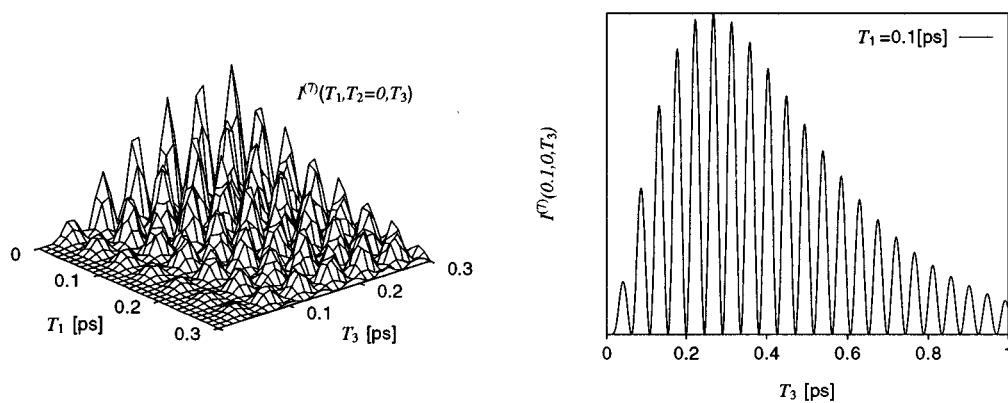 I⁽⁷⁾(T₁,T₂=0,T₃)
0
0.1
0.2
0.3
T₁ [ps]
0.1
0.2
0.3
T₃ [ps]
T₁=0.1[ps]
I⁽⁷⁾(0.1,0,T₃)
0
0.2
0.4
0.6
0.8
1
T₃ [ps]